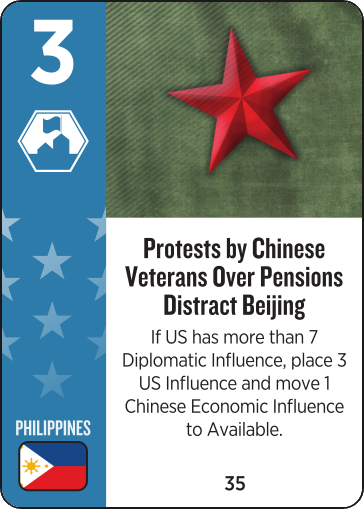 3
Protests by Chinese
Veterans Over Pensions
Distract Beijing
If US has more than 7
Diplomatic Influence, place 3
US Influence and move 1
Chinese Economic Influence
to Available.
PHILIPPINES
35